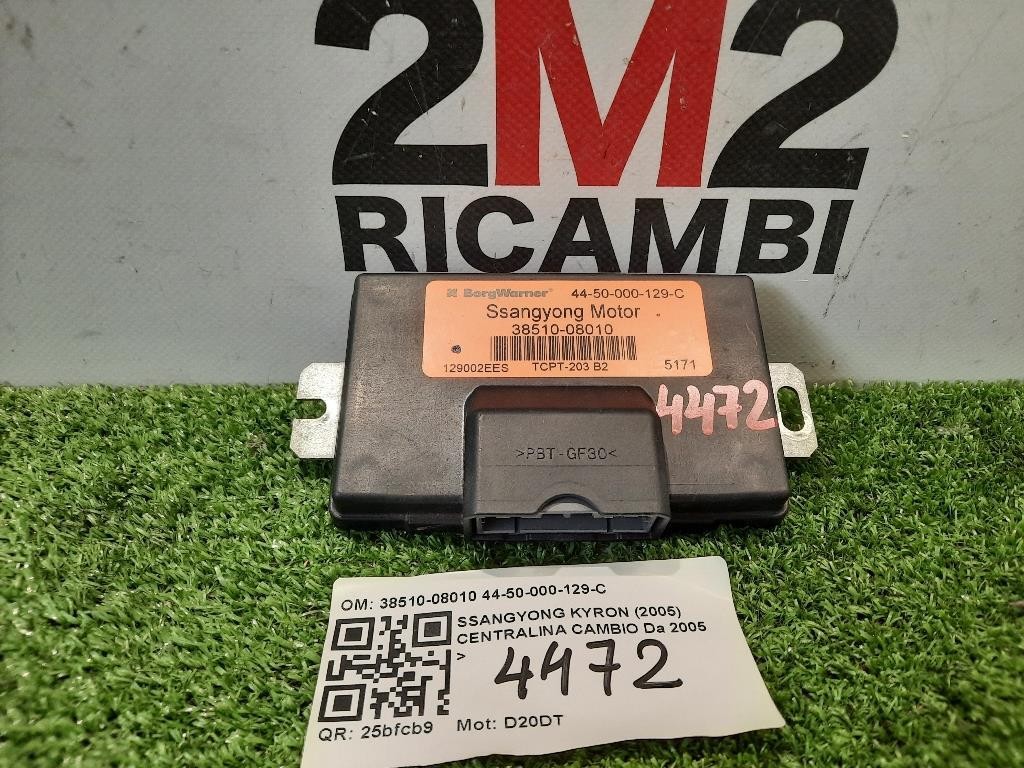 2M2
RICAMBI
BorgWarner® 44-50-000-129-C
Ssangyong Motor
38510-08010
129002EES TCPT-203 B2 5171
4472
>PBT-GF30<
OM: 38510-08010 44-50-000-129-C
SSANGYONG KYRON (2005)
CENTRALINA CAMBIO Da 2005
>
4472
QR: 25bfcb9 Mot: D20DT